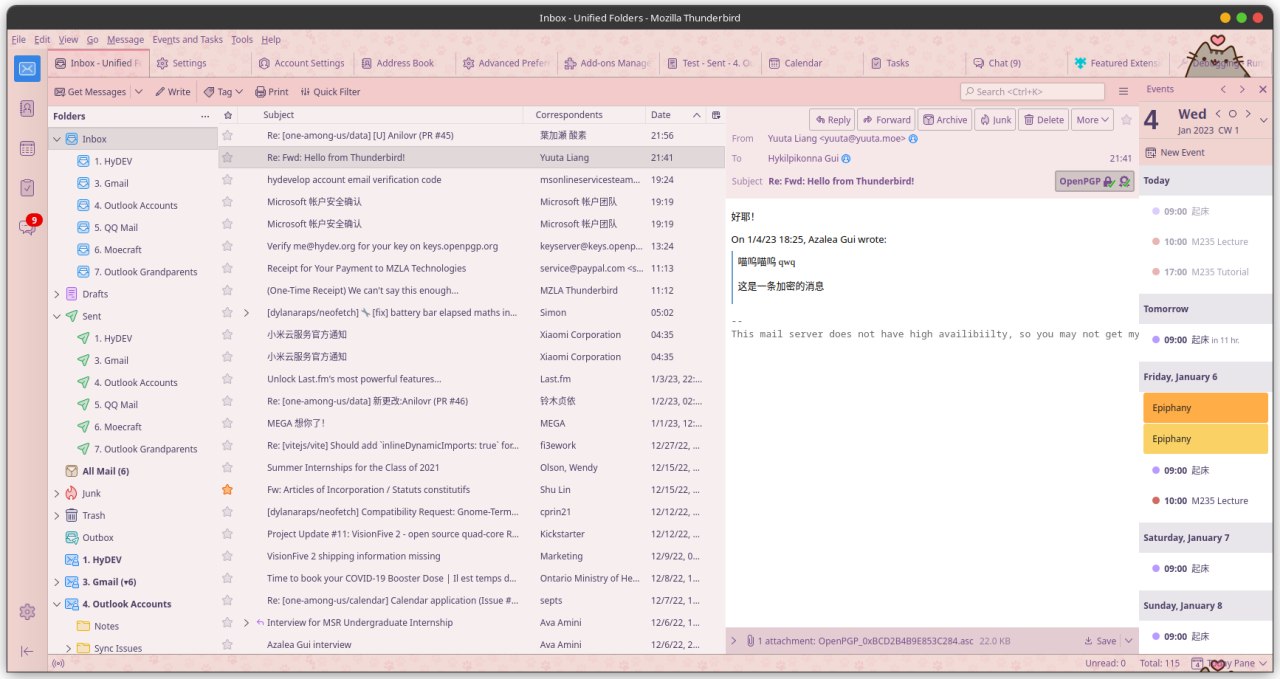 Inbox - Unified Folders - Mozilla Thunderbird
File Edit View Go Message Events and Tasks Tools Help
Inbox - Unified F
Settings
Account Settings
Address Book
Advanced Prefer
Add-ons Manag
Test - Sent - 4. O
Calendar
Tasks
Chat (9)
Featured Extens
Debugging - Run
Get Messages
Write
Tag
Print
Quick Filter
Search <Ctrl+K>
9
Folders
Inbox
1. HyDEV
3. Gmail
4. Outlook Accounts
5. QQ Mail
6. Moecraft
7. Outlook Grandparents
Drafts
Sent
1. HyDEV
3. Gmail
4. Outlook Accounts
5. QQ Mail
6. Moecraft
7. Outlook Grandparents
All Mail (6)
Junk
Trash
Outbox
1. HyDEV
3. Gmail (▾6)
4. Outlook Accounts
Notes
Sync Issues
Subject Correspondents Date
Re: [one-among-us/data] [U] Anilovr (PR #45) 葉加瀬 酸素 21:56
Re: Fwd: Hello from Thunderbird! Yuuta Liang 21:41
hydevelop account email verification code msonlineservicesteam... 19:24
Microsoft 帐户安全确认 Microsoft 帐户团队 19:19
Microsoft 帐户安全确认 Microsoft 帐户团队 19:19
Verify me@hydev.org for your key on keys.openpgp.org keyserver@keys.openp... 13:24
Receipt for Your Payment to MZLA Technologies service@paypal.com <s... 11:13
(One-Time Receipt) We can't say this enough... MZLA Thunderbird 11:12
[dylanaraps/neofetch] 🔧 [fix] battery bar elapsed maths in... Simon 05:02
小米云服务官方通知 Xiaomi Corporation 04:35
小米云服务官方通知 Xiaomi Corporation 04:35
Unlock Last.fm's most powerful features... Last.fm 1/3/23, 22:...
Re: [one-among-us/data] 新更改:Anilovr (PR #46) 铃木贞依 1/2/23, 02:...
MEGA 想你了! MEGA 1/1/23, 12:...
Re: [vitejs/vite] Should add `inlineDynamicImports: true` for... fi3ework 12/27/22, ...
Summer Internships for the Class of 2021 Olson, Wendy 12/15/22, ...
Fw: Articles of Incorporation / Statuts constitutifs Shu Lin 12/15/22, ...
[dylanaraps/neofetch] Compatibility Request: Gnome-Term... cprin21 12/12/22, ...
Project Update #11: VisionFive 2 - open source quad-core R... Kickstarter 12/12/22, ...
VisionFive 2 shipping information missing Marketing 12/9/22, 0...
Time to book your COVID-19 Booster Dose | Il est temps d... Ontario Ministry of He... 12/8/22, 1...
Re: [one-among-us/calendar] Calendar application (Issue #... septs 12/7/22, 1...
Interview for MSR Undergraduate Internship Ava Amini 12/6/22, 1...
Azalea Gui interview Ava Amini 12/6/22, 2...
Reply
Forward
Archive
Junk
Delete
More
From Yuuta Liang <yuuta@yuuta.moe>
To Hykilpikonna Gui 21:41
Subject Re: Fwd: Hello from Thunderbird!
OpenPGP
好耶!
On 1/4/23 18:25, Azalea Gui wrote:
喵呜喵呜 qwq
这是一条加密的消息
--
This mail server does not have high availibiilty, so you may not get my
1 attachment: OpenPGP_0xBCD2B4B9E853C284.asc 22.0 KB
Save
Events
4 Wed
Jan 2023 CW 1
New Event
Today
09:00 起床
10:00 M235 Lecture
17:00 M235 Tutorial
Tomorrow
09:00 起床 in 11 hr.
Friday, January 6
Epiphany
Epiphany
09:00 起床
10:00 M235 Lecture
Saturday, January 7
09:00 起床
Sunday, January 8
09:00 起床
Unread: 0 Total: 115
4
Today Pane